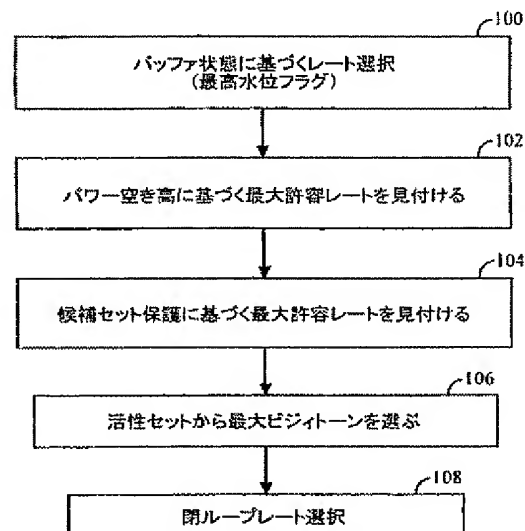 100
バッファ状態に基づくレート選択
(最高水位フラグ)
102
パワー空き高に基づく最大許容レートを見付ける
104
候補セット保護に基づく最大許容レートを見付ける
106
活性セットから最大ビジィトーンを選ぶ
108
閉ループレート選択